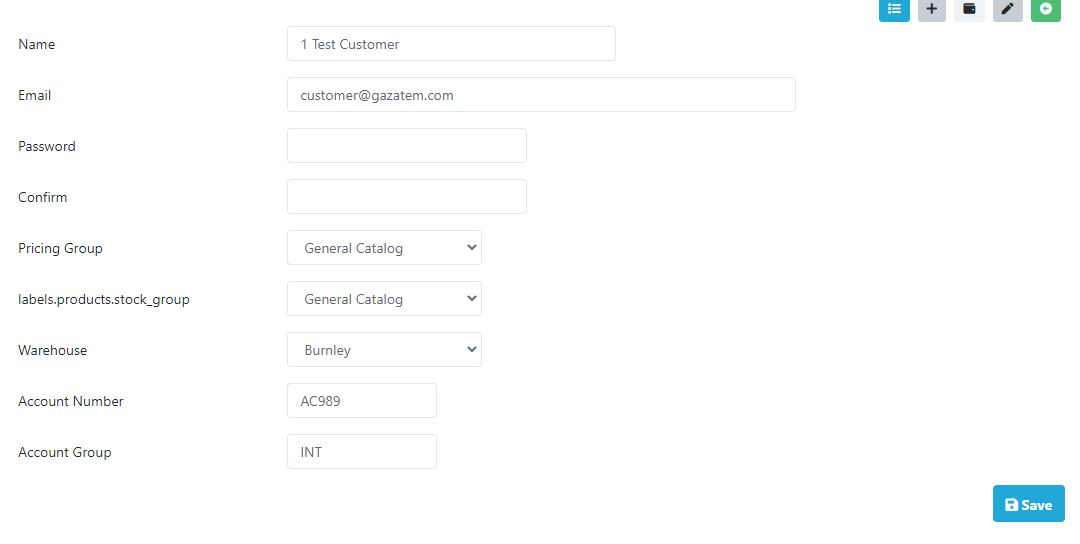 Name 1 Test Customer
Email customer@gazatem.com
Password
Confirm
Pricing Group General Catalog
labels.products.stock_group General Catalog
Warehouse Burnley
Account Number AC989
Account Group INT
Save